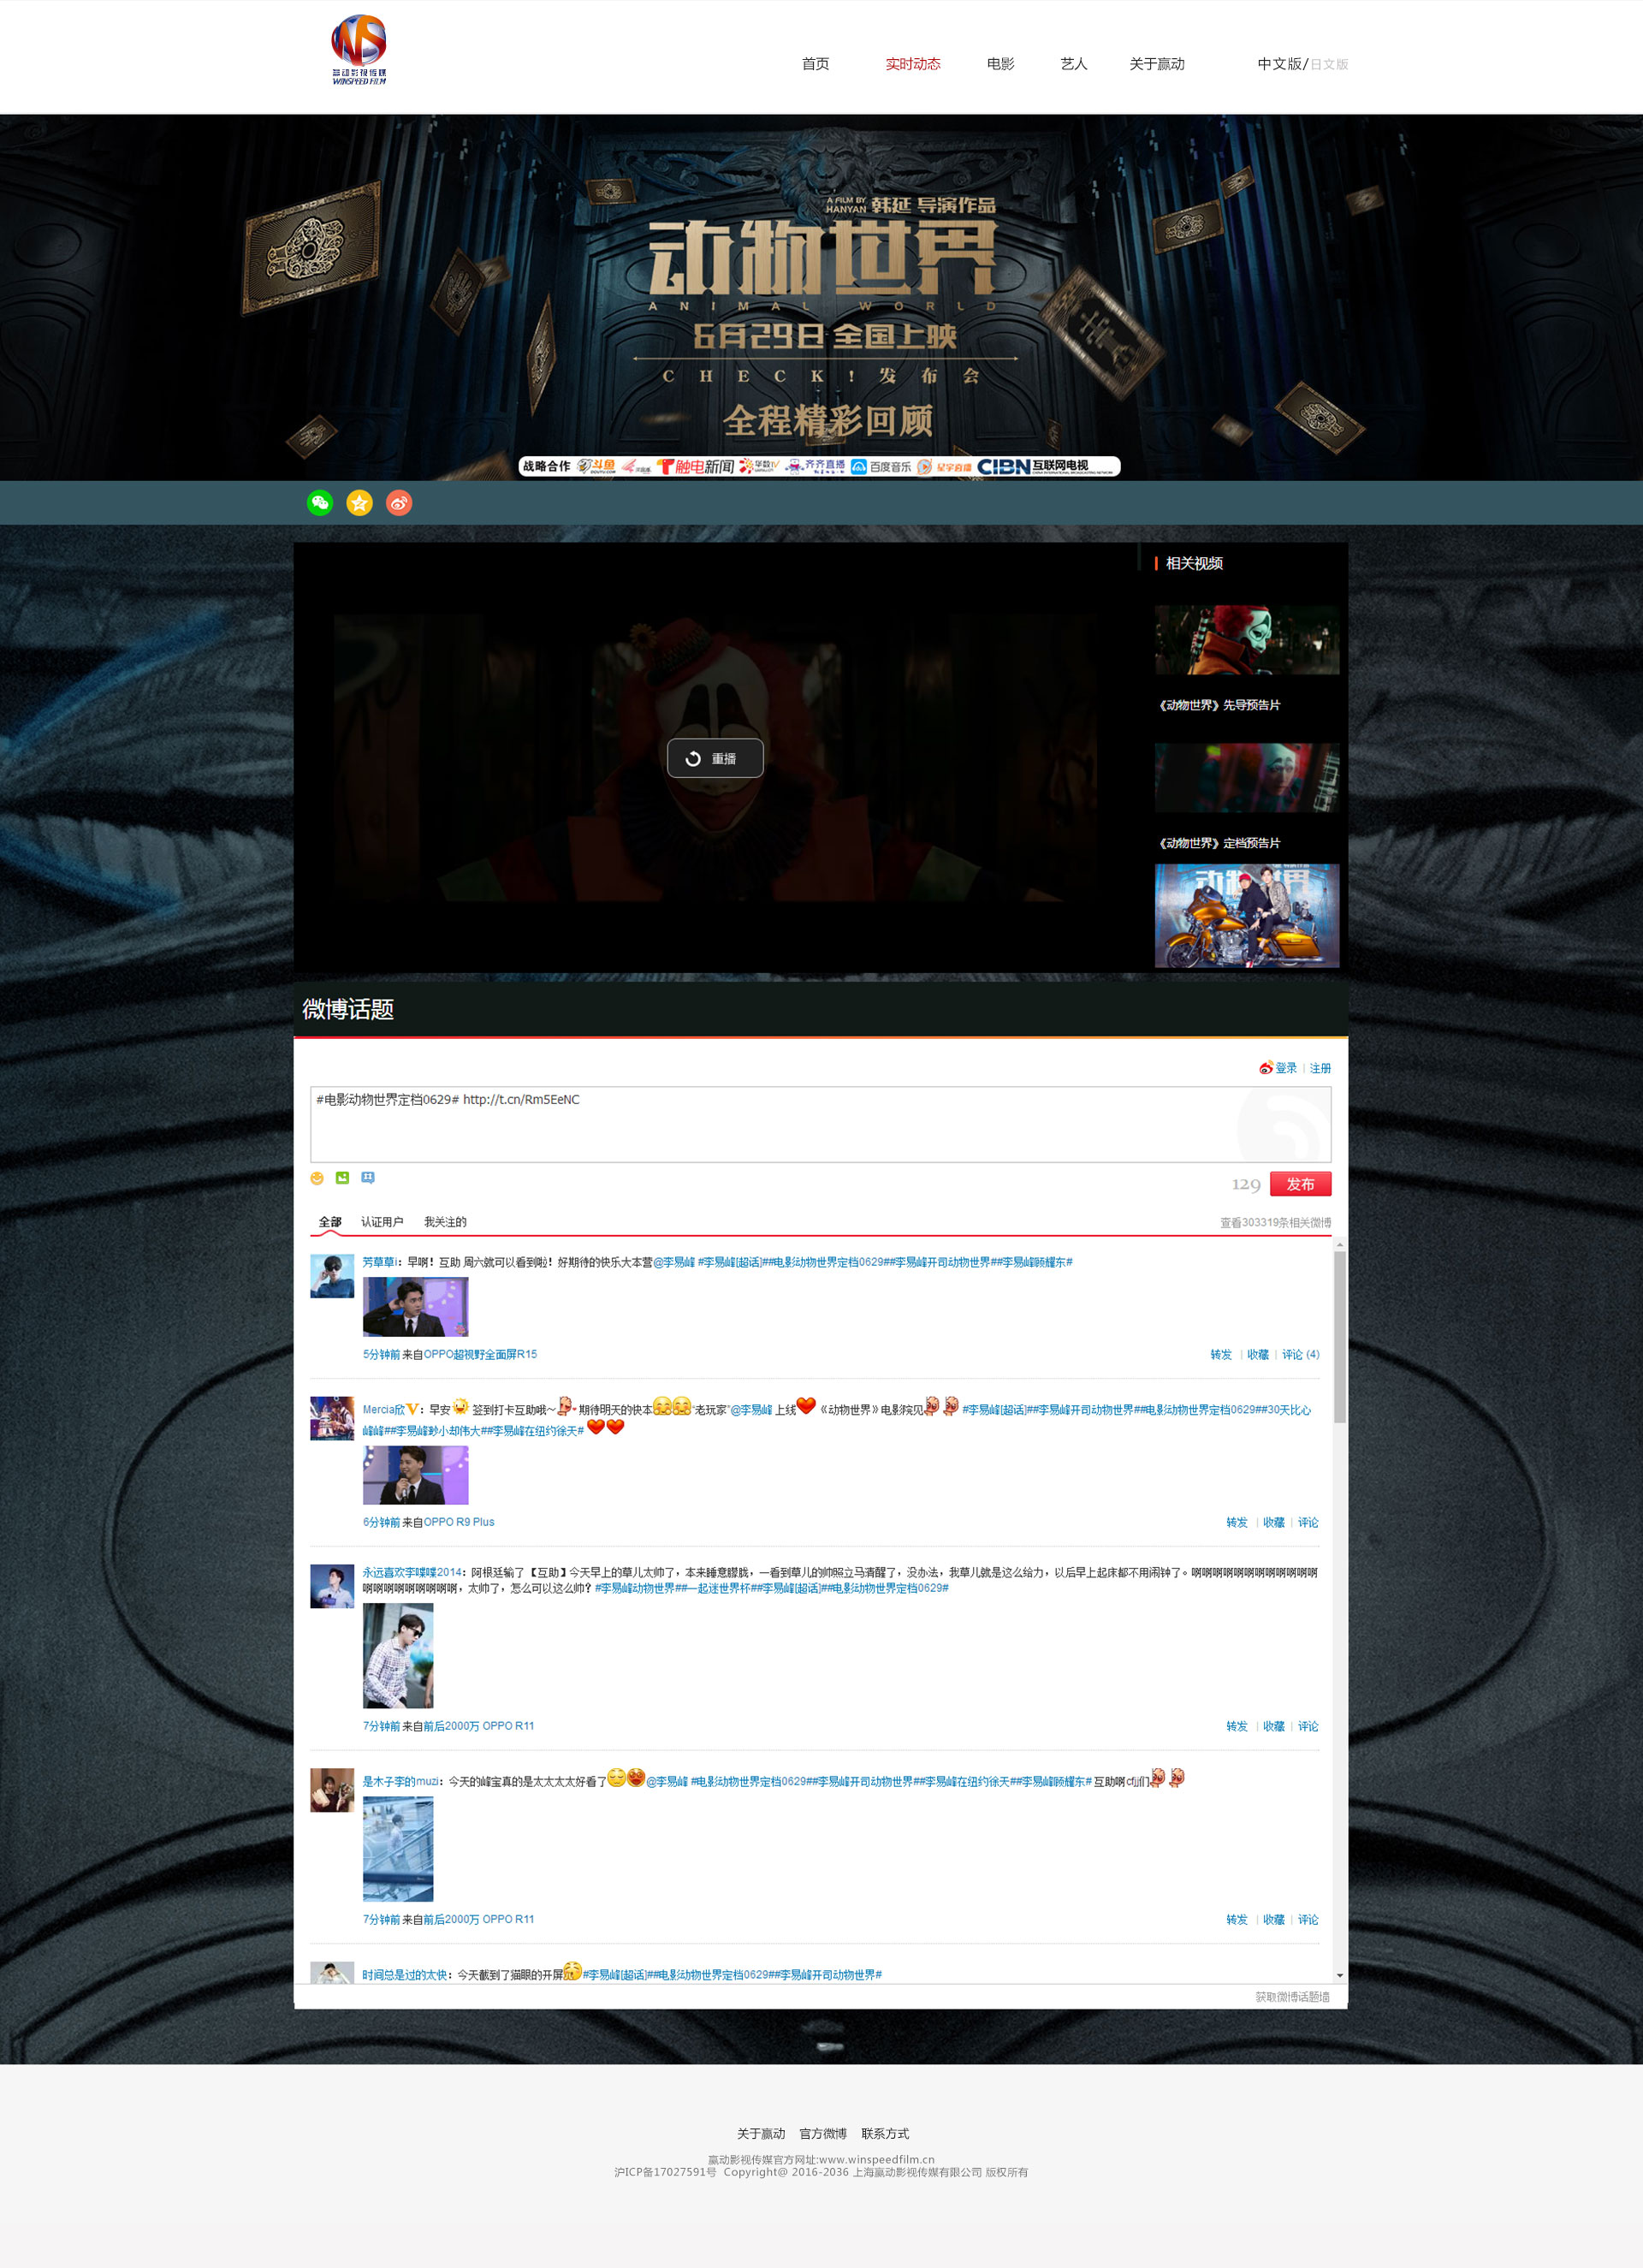 赢动影视传媒
WINSPEED FILM
首页 实时动态 电影 艺人 关于赢动 中文版/日文版
A FILM BY HANYAN 韩延 导演作品
动物世界
ANIMAL WORLD
6月29日 全国上映
CHECK!发布会
全程精彩回顾
战略合作 斗鱼 触电新闻 华数TV 齐齐直播 百度音乐 星宇直播 CIBN互联网电视
相关视频
《动物世界》先导预告片
重播
《动物世界》定档预告片
微博话题
登录 | 注册
#电影动物世界定档0629# http://t.cn/Rm5EeNC
129 发布
全部 认证用户 我关注的 查看303319条相关微博
芳草草i：早啊！互助 周六就可以看到啦！好期待的快乐大本营@李易峰 #李易峰[超话]##电影动物世界定档0629##李易峰开司动物世界##李易峰顾耀东#
5分钟前 来自OPPO超视野全面屏R15 转发 | 收藏 | 评论 (4)
Mercia欣V：早安 签到打卡互助哦～ 期待明天的快本 “老玩家”@李易峰 上线 《动物世界》电影院见 #李易峰[超话]##李易峰开司动物世界##电影动物世界定档0629##30天比心
峰峰##李易峰渺小却伟大##李易峰在纽约徐天#
6分钟前 来自OPPO R9 Plus 转发 | 收藏 | 评论
永远喜欢李喋喋2014：阿根廷输了【互助】今天早上的草儿太帅了，本来睡意朦胧，一看到草儿的帅照立马清醒了，没办法，我草儿就是这么给力，以后早上起床都不用闹钟了。啊啊啊啊啊啊啊啊啊啊啊啊
啊啊啊啊啊啊啊啊啊，太帅了，怎么可以这么帅？#李易峰动物世界##一起迷世界杯##李易峰[超话]##电影动物世界定档0629#
7分钟前 来自前后2000万 OPPO R11 转发 | 收藏 | 评论
是木子李的muzi：今天的峰宝真的是太太太太好看了 @李易峰 #电影动物世界定档0629##李易峰开司动物世界##李易峰在纽约徐天##李易峰顾耀东# 互助啊cfjj们
7分钟前 来自前后2000万 OPPO R11 转发 | 收藏 | 评论
时间总是过的太快：今天截到了猫眼的开屏 #李易峰[超话]##电影动物世界定档0629##李易峰开司动物世界#
获取微博话题墙
关于赢动 官方微博 联系方式
赢动影视传媒官方网址:www.winspeedfilm.cn
沪ICP备17027591号 Copyright@ 2016-2036 上海赢动影视传媒有限公司 版权所有